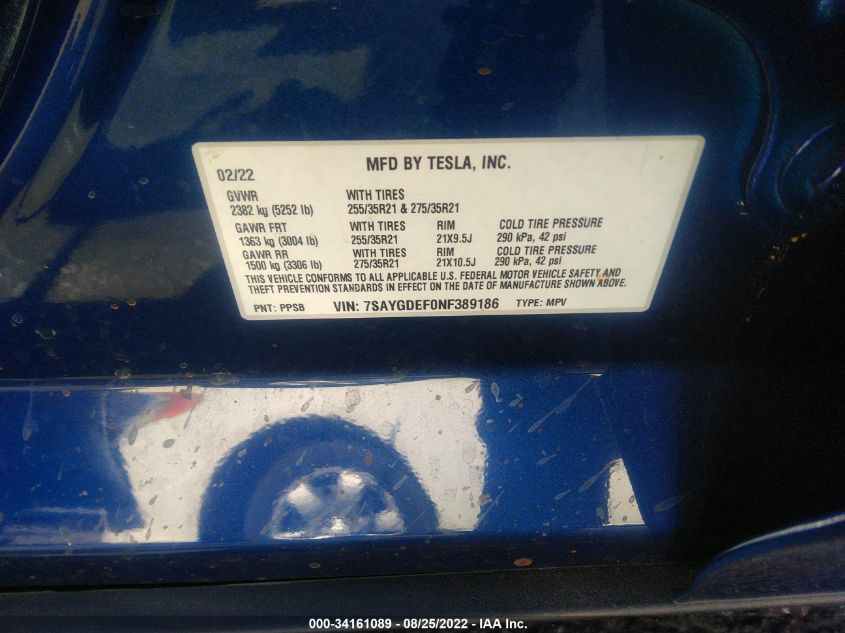 MFD BY TESLA, INC.
02/22
GVWR WITH TIRES
2382 kg (5252 lb) 255/35R21 & 275/35R21
GAWR FRT WITH TIRES RIM COLD TIRE PRESSURE
1363 kg (3004 lb) 255/35R21 21X9.5J 290 kPa, 42 psi
GAWR RR WITH TIRES RIM COLD TIRE PRESSURE
1500 kg (3306 lb) 275/35R21 21X10.5J 290 kPa, 42 psi
THIS VEHICLE CONFORMS TO ALL APPLICABLE U.S. FEDERAL MOTOR VEHICLE SAFETY AND
THEFT PREVENTION STANDARDS IN EFFECT ON THE DATE OF MANUFACTURE SHOWN ABOVE.
PNT: PPSB VIN: 7SAYGDEF0NF389186 TYPE: MPV
000-34161089 - 08/25/2022 - IAA Inc.